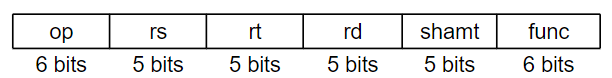 op rs rt rd shamt func
6 bits 5 bits 5 bits 5 bits 5 bits 6 bits